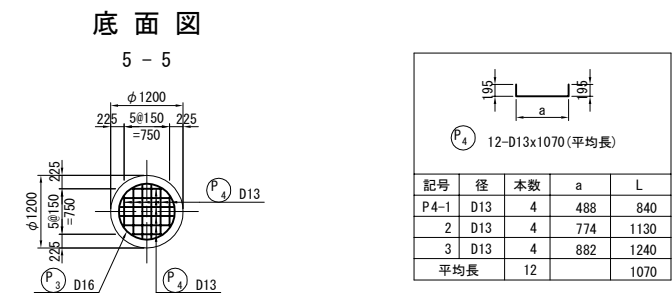 底面図
5 - 5
φ1200
225 5@150 225
=750
φ1200
225 5@150 225
=750
P4 D13
P3 D16
P4 D13
195 195
a
P4 12-D13x1070(平均長)
記号 径 本数 a L
P4-1 D13 4 488 840
2 D13 4 774 1130
3 D13 4 882 1240
平均長 12 1070